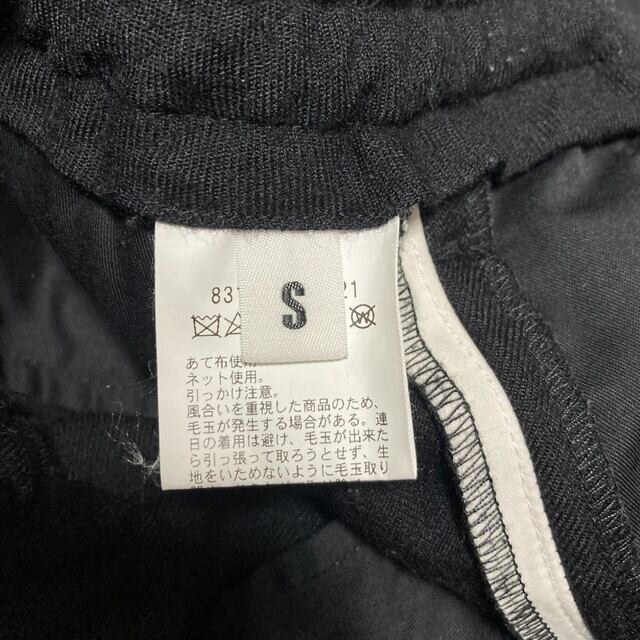 S
あて布使用
ネット使用。
引っかけ注意。
風合いを重視した商品のため、
毛玉が発生する場合がある。連
日の着用は避け、毛玉が出来た
ら引っ張って取ろうとせず、生
地をいためないように毛玉取り